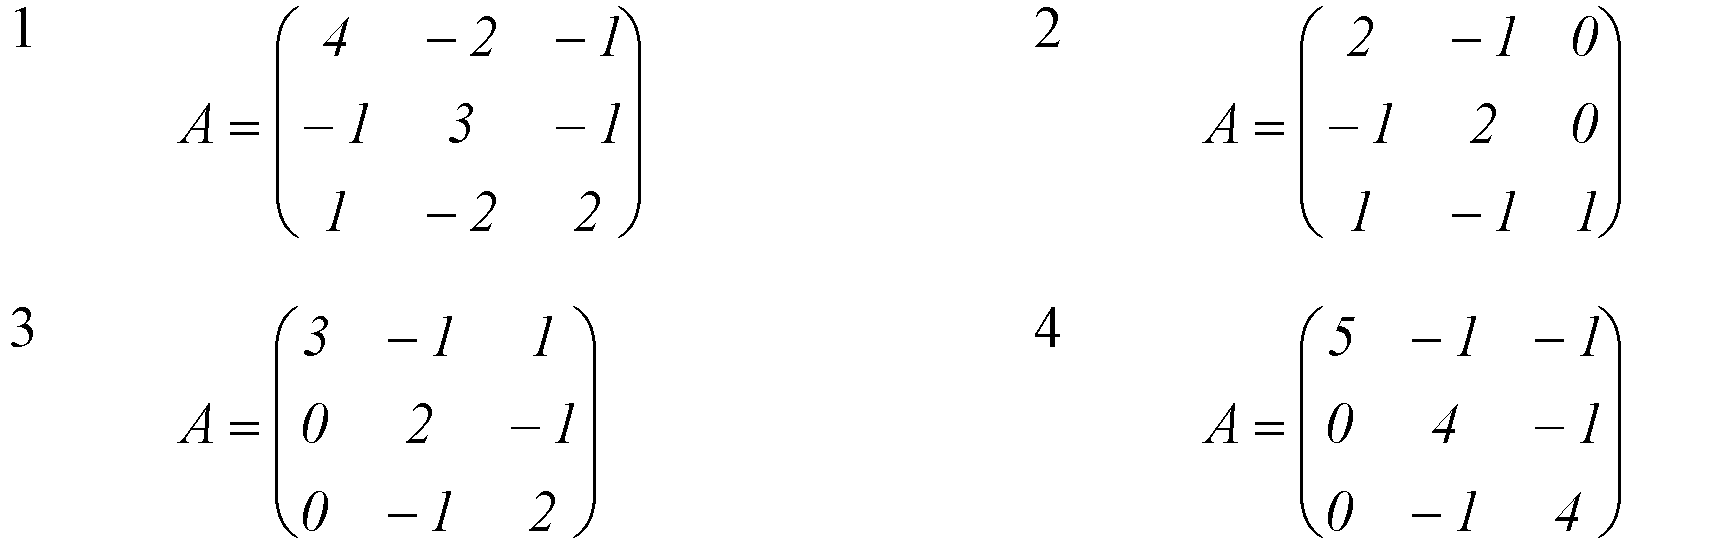 1 A = ( 4 − 2 − 1
− 1 3 − 1
1 − 2 2 )
2 A = ( 2 − 1 0
− 1 2 0
1 − 1 1 )
3 A = ( 3 − 1 1
0 2 − 1
0 − 1 2 )
4 A = ( 5 − 1 − 1
0 4 − 1
0 − 1 4 )